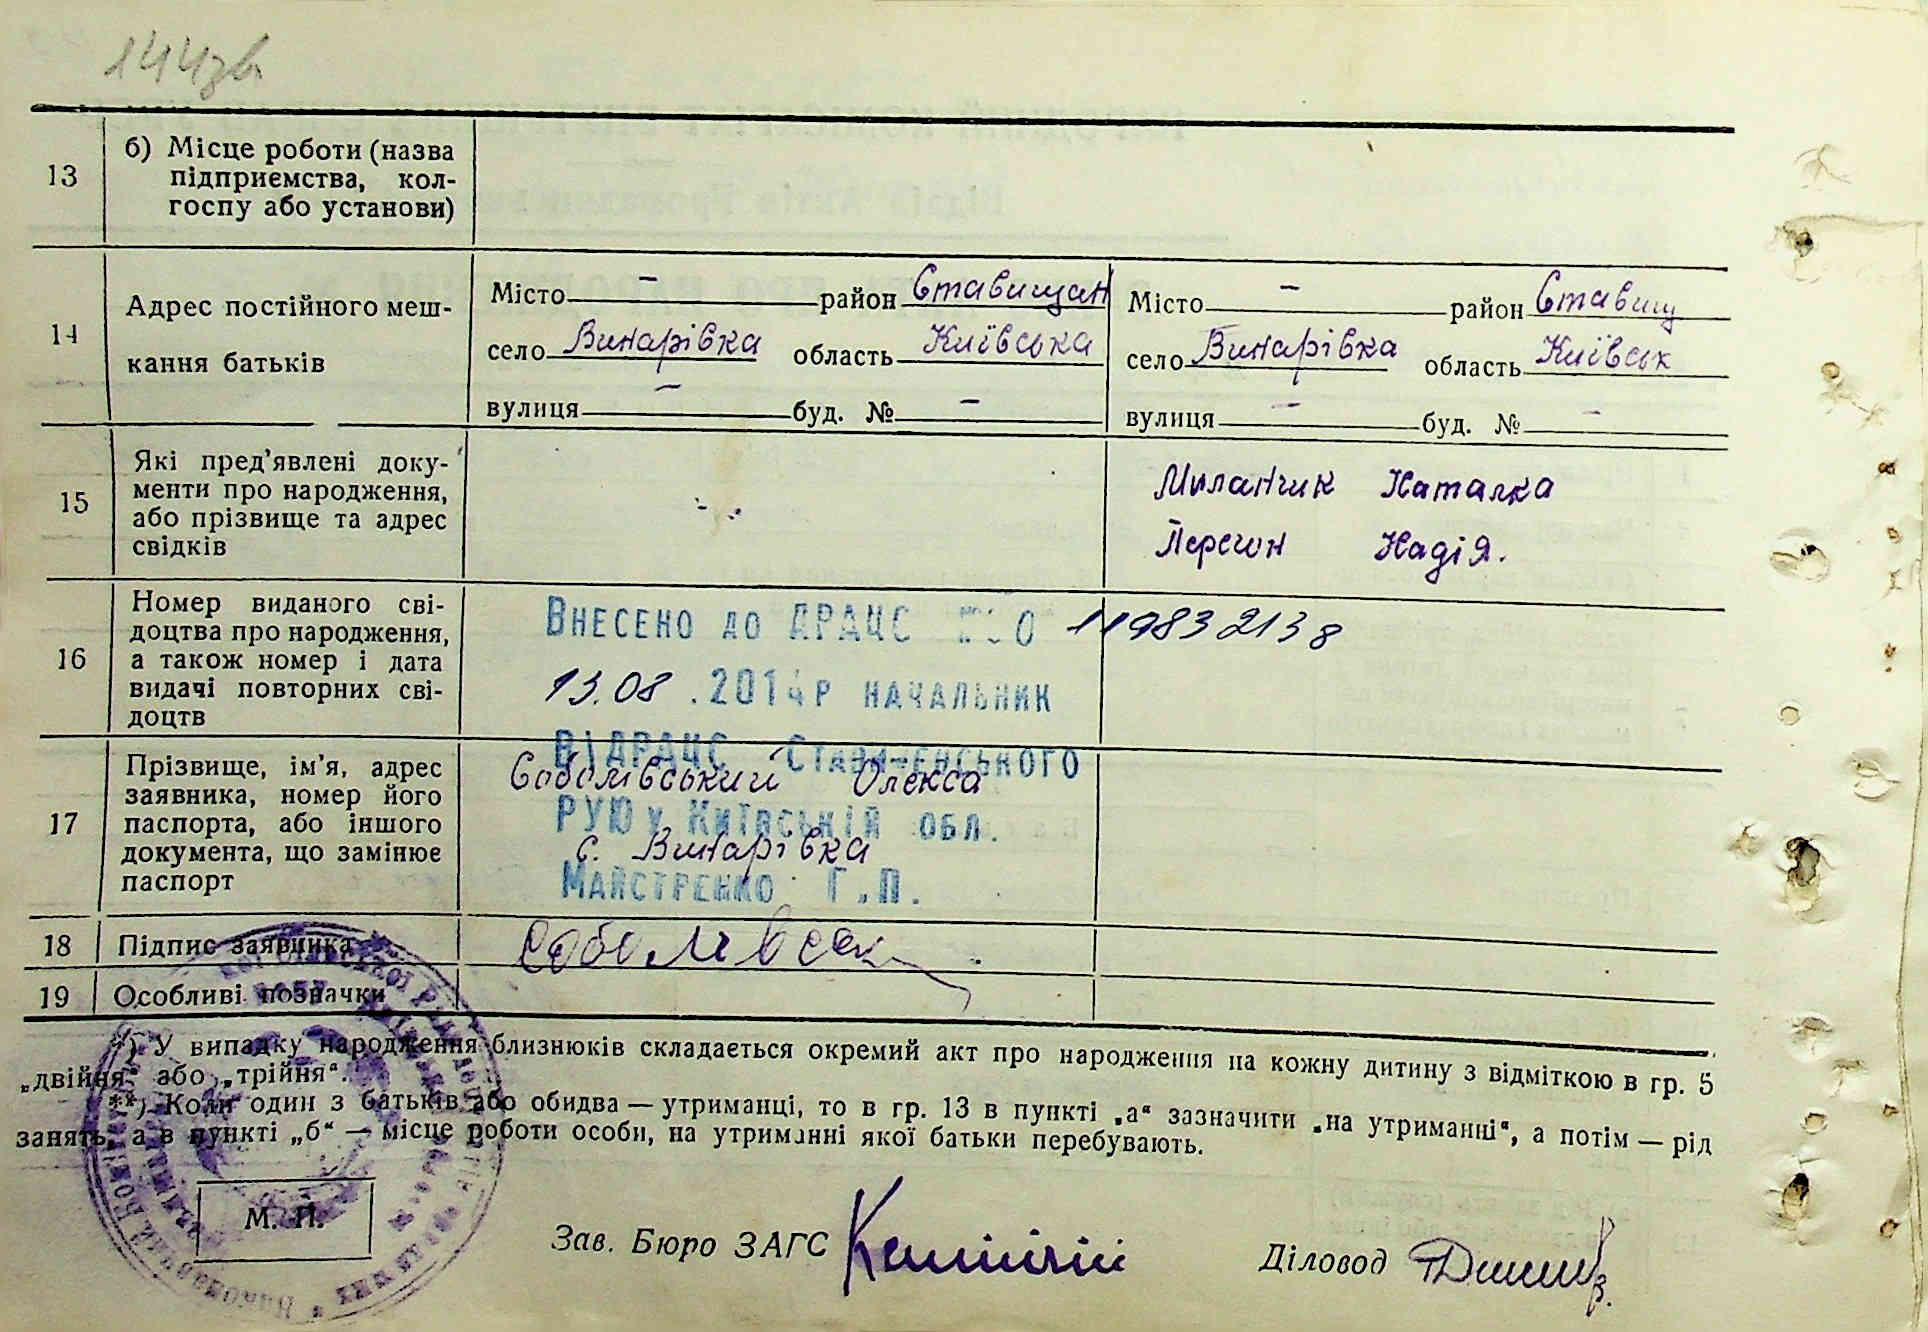 144зв
13
б) Місце роботи (назва
підприємства, кол-
госпу або установи)
14
Адрес постійного меш-
кання батьків
Місто — район Ставищан
село Винарівка область Київська
вулиця — буд. № —
Місто — район Ставищ
село Винарівка область Київськ
вулиця — буд. № —
15
Які пред'явлені доку-
менти про народження,
або прізвище та адрес
свідків
Миланчик Наталка
Перегон Надія.
16
Номер виданого сві-
доцтва про народження,
а також номер і дата
видачі повторних сві-
доцтв
Внесено до ДРАЦС 119832138
13.08.2014р начальник
ВДРАЦС Ставищенського
РУЮ у Київській обл.
Майстренко Г.П.
17
Прізвище, ім'я, адрес
заявника, номер його
паспорта, або іншого
документа, що замінює
паспорт
Соболівський Олекса
с. Винарівка
18
Підпис заявника
Соболівськ
19
Особливі позначки
*) У випадку народження близнюків складається окремий акт про народження на кожну дитину з відміткою в гр. 5
„двійня" або „трійня".
**) Коли один з батьків або обидва — утриманці, то в гр. 13 в пункті „а" зазначити „на утриманні", а потім — рід
занять, а в пункті „б" — місце роботи особи, на утриманні якої батьки перебувають.
М. П.
Зав. Бюро ЗАГС
Діловод